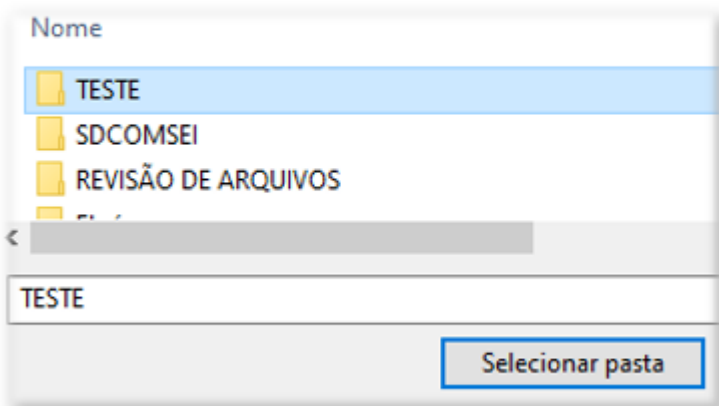 Nome
TESTE
SDCOMSEI
REVISÃO DE ARQUIVOS
TESTE
Selecionar pasta